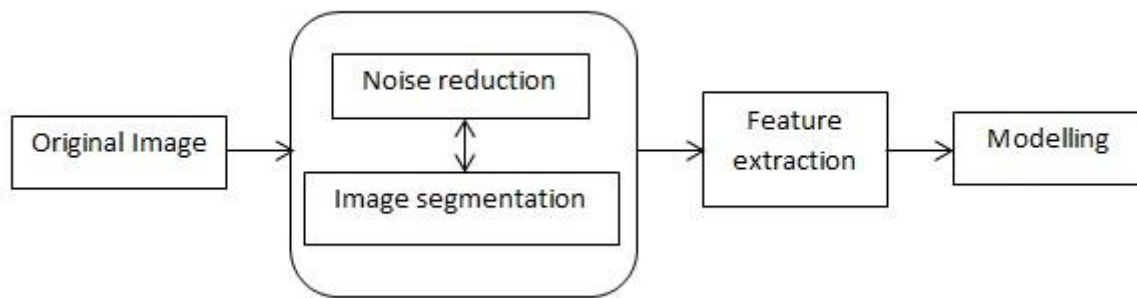 Original Image
Noise reduction
Image segmentation
Feature
extraction
Modelling